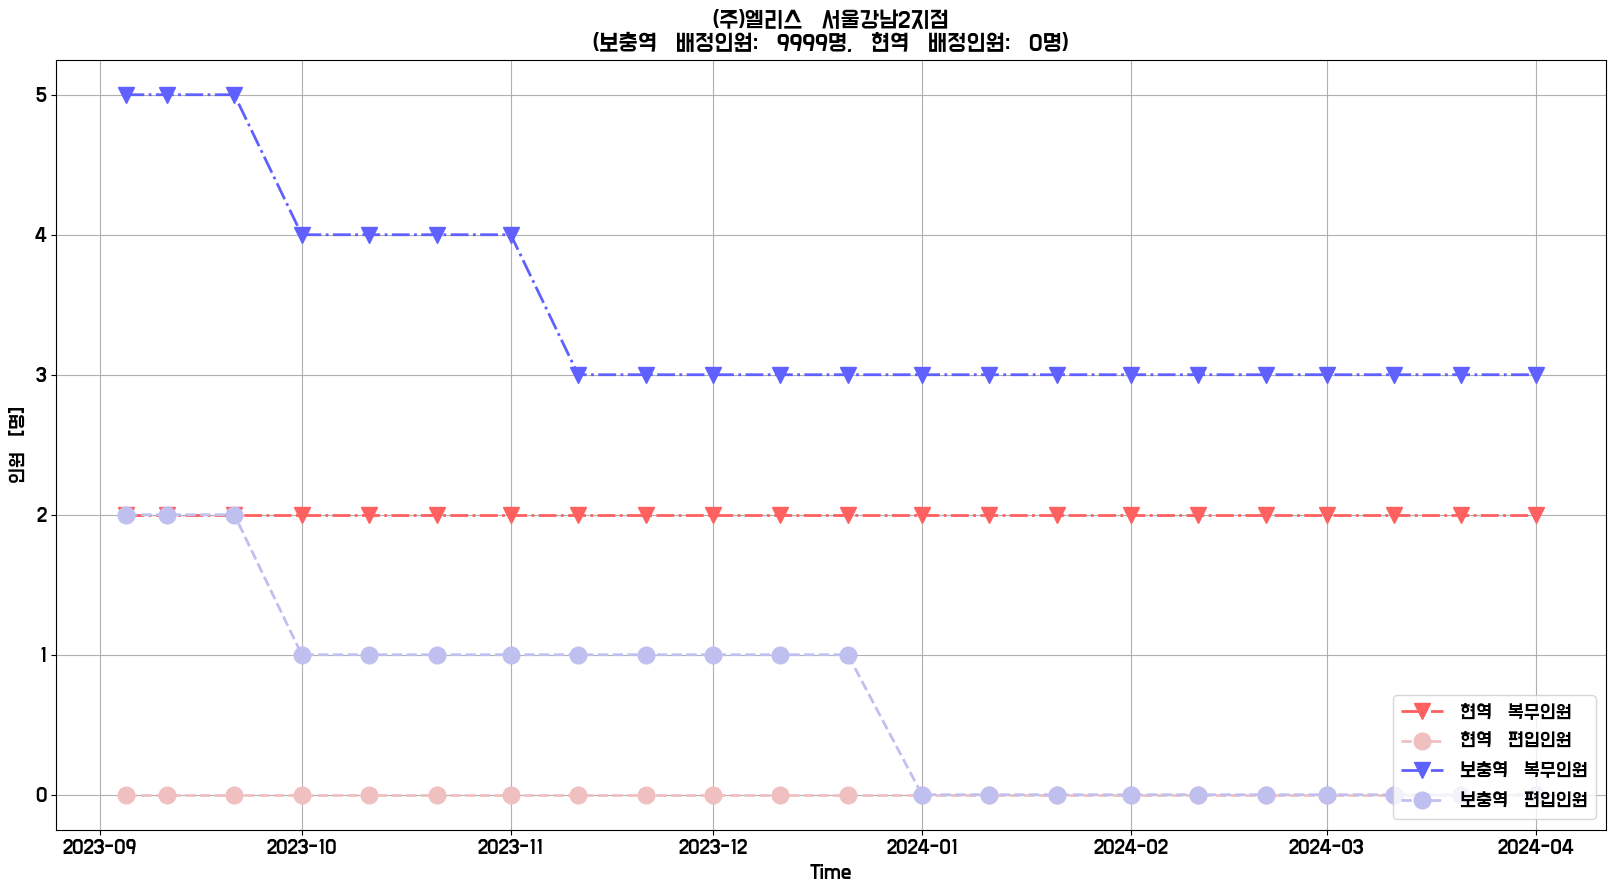 (주)엘리스 서울강남2지점
(보충역 배정인원: 9999명, 현역 배정인원: 0명)
5
4
3
2
1
0
인원 [명]
2023-09 2023-10 2023-11 2023-12 2024-01 2024-02 2024-03 2024-04
Time
현역 복무인원
현역 편입인원
보충역 복무인원
보충역 편입인원